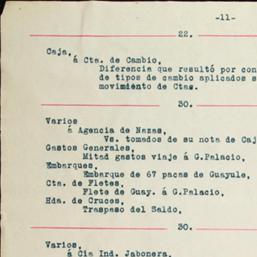 -11-
22.
Caja,
á Cta. de Cambio,
Diferencia que resultó por con
de tipos de cambio aplicados s
movimiento de Ctas.
30.
Varios
á Agencia de Nazas,
Vs. tomados de su nota de Caj
Gastos Generales,
Mitad gastos viaje á G.Palacio,
Embarques,
Embarque de 67 pacas de Guayule,
Cta. de Fletes,
Flete de Guay. á G.Palacio,
Hda. de Cruces,
Traspaso del Saldo,
30.
Varios,
á Cia Ind. Jabonera,